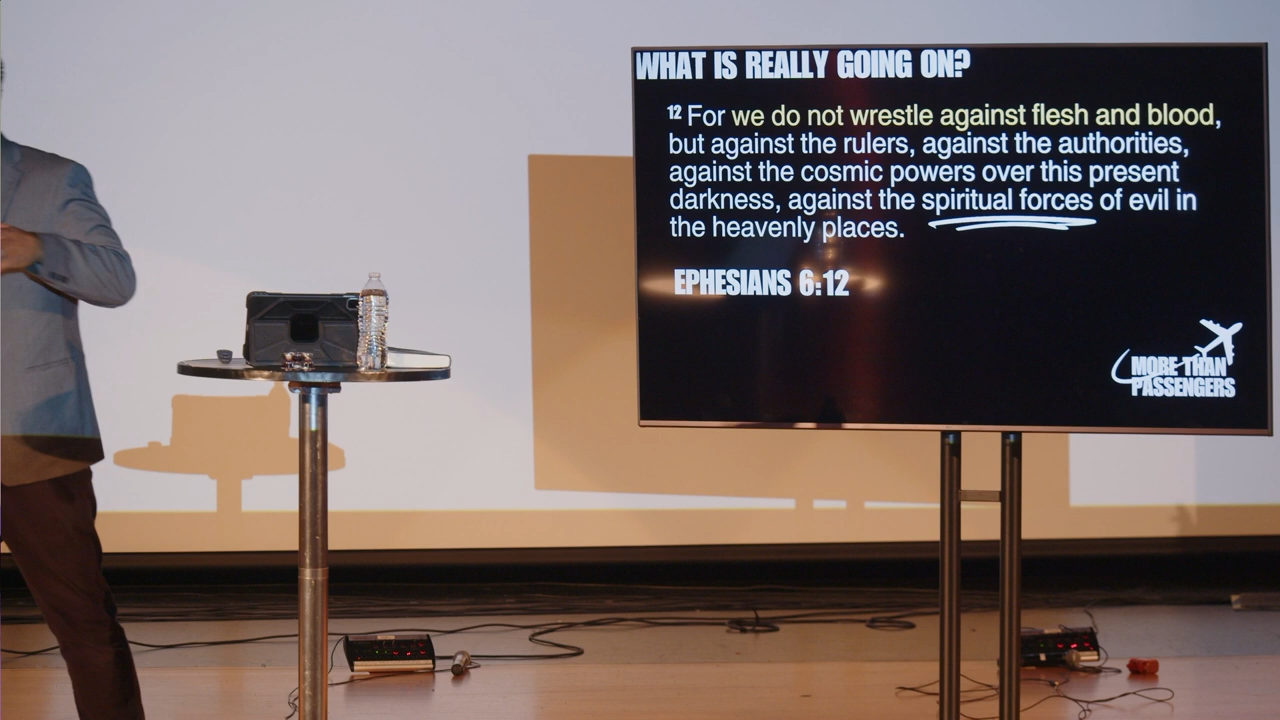 WHAT IS REALLY GOING ON?
12 For we do not wrestle against flesh and blood,
but against the rulers, against the authorities,
against the cosmic powers over this present
darkness, against the spiritual forces of evil in
the heavenly places.
EPHESIANS 6:12
MORE THAN
PASSENGERS